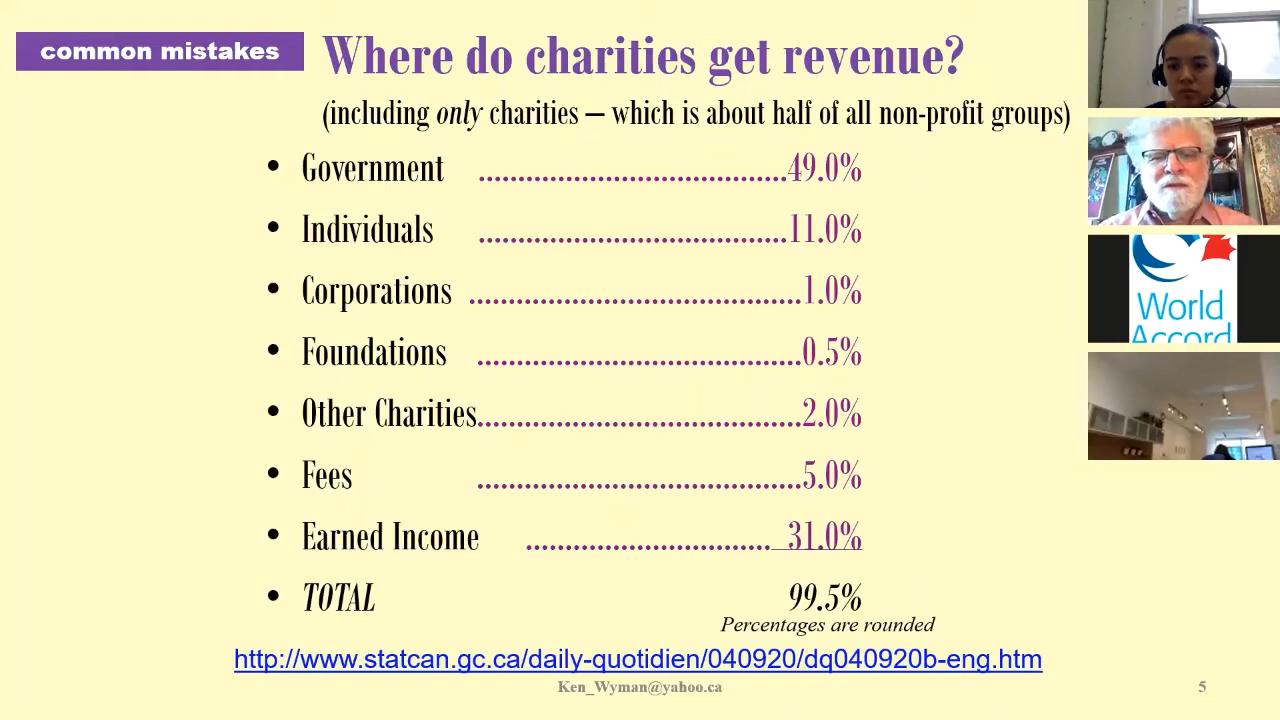 common mistakes
Where do charities get revenue?
(including only charities – which is about half of all non-profit groups)
• Government .......................................49.0%
• Individuals .......................................11.0%
• Corporations ..........................................1.0%
• Foundations .........................................0.5%
• Other Charities.........................................2.0%
• Fees .........................................5.0%
• Earned Income ............................... 31.0%
• TOTAL 99.5%
Percentages are rounded
http://www.statcan.gc.ca/daily-quotidien/040920/dq040920b-eng.htm
Ken_Wyman@yahoo.ca
5
World
Accord